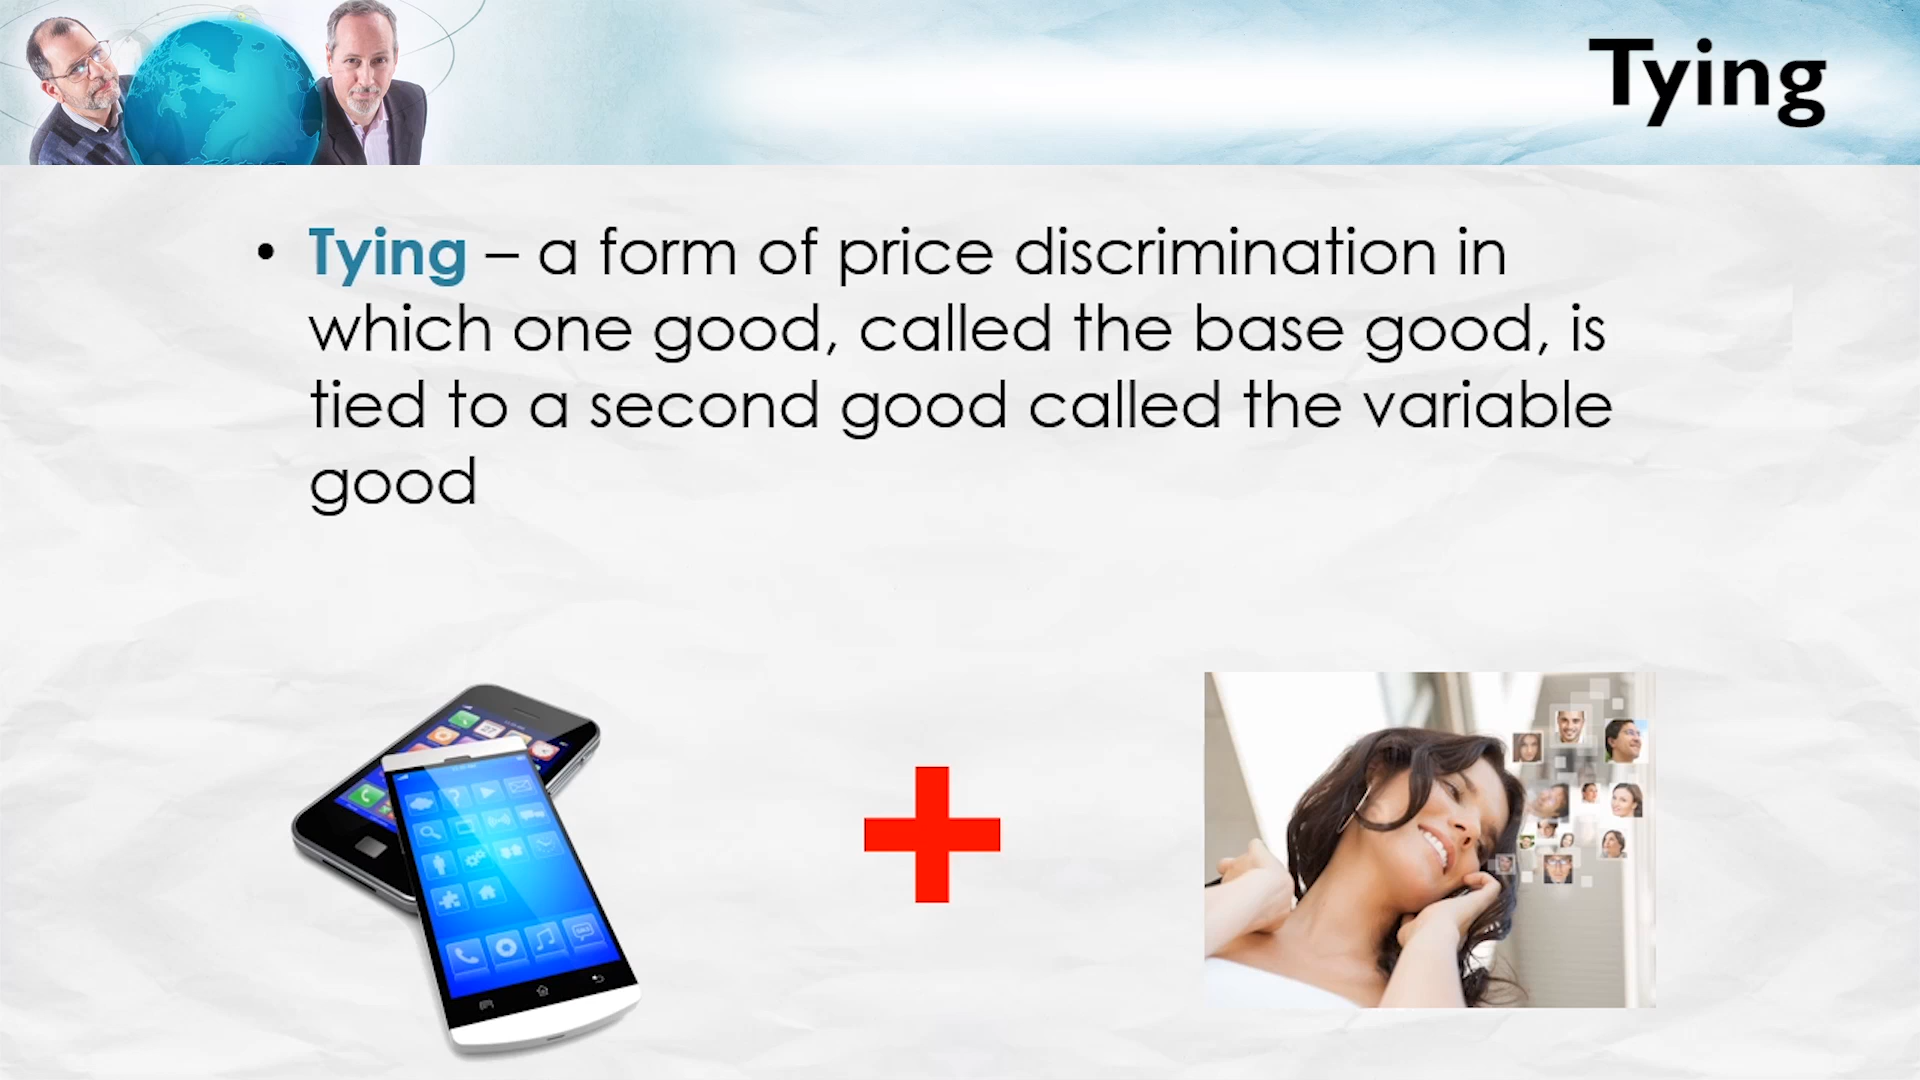 Tying
• Tying – a form of price discrimination in
which one good, called the base good, is
tied to a second good called the variable
good